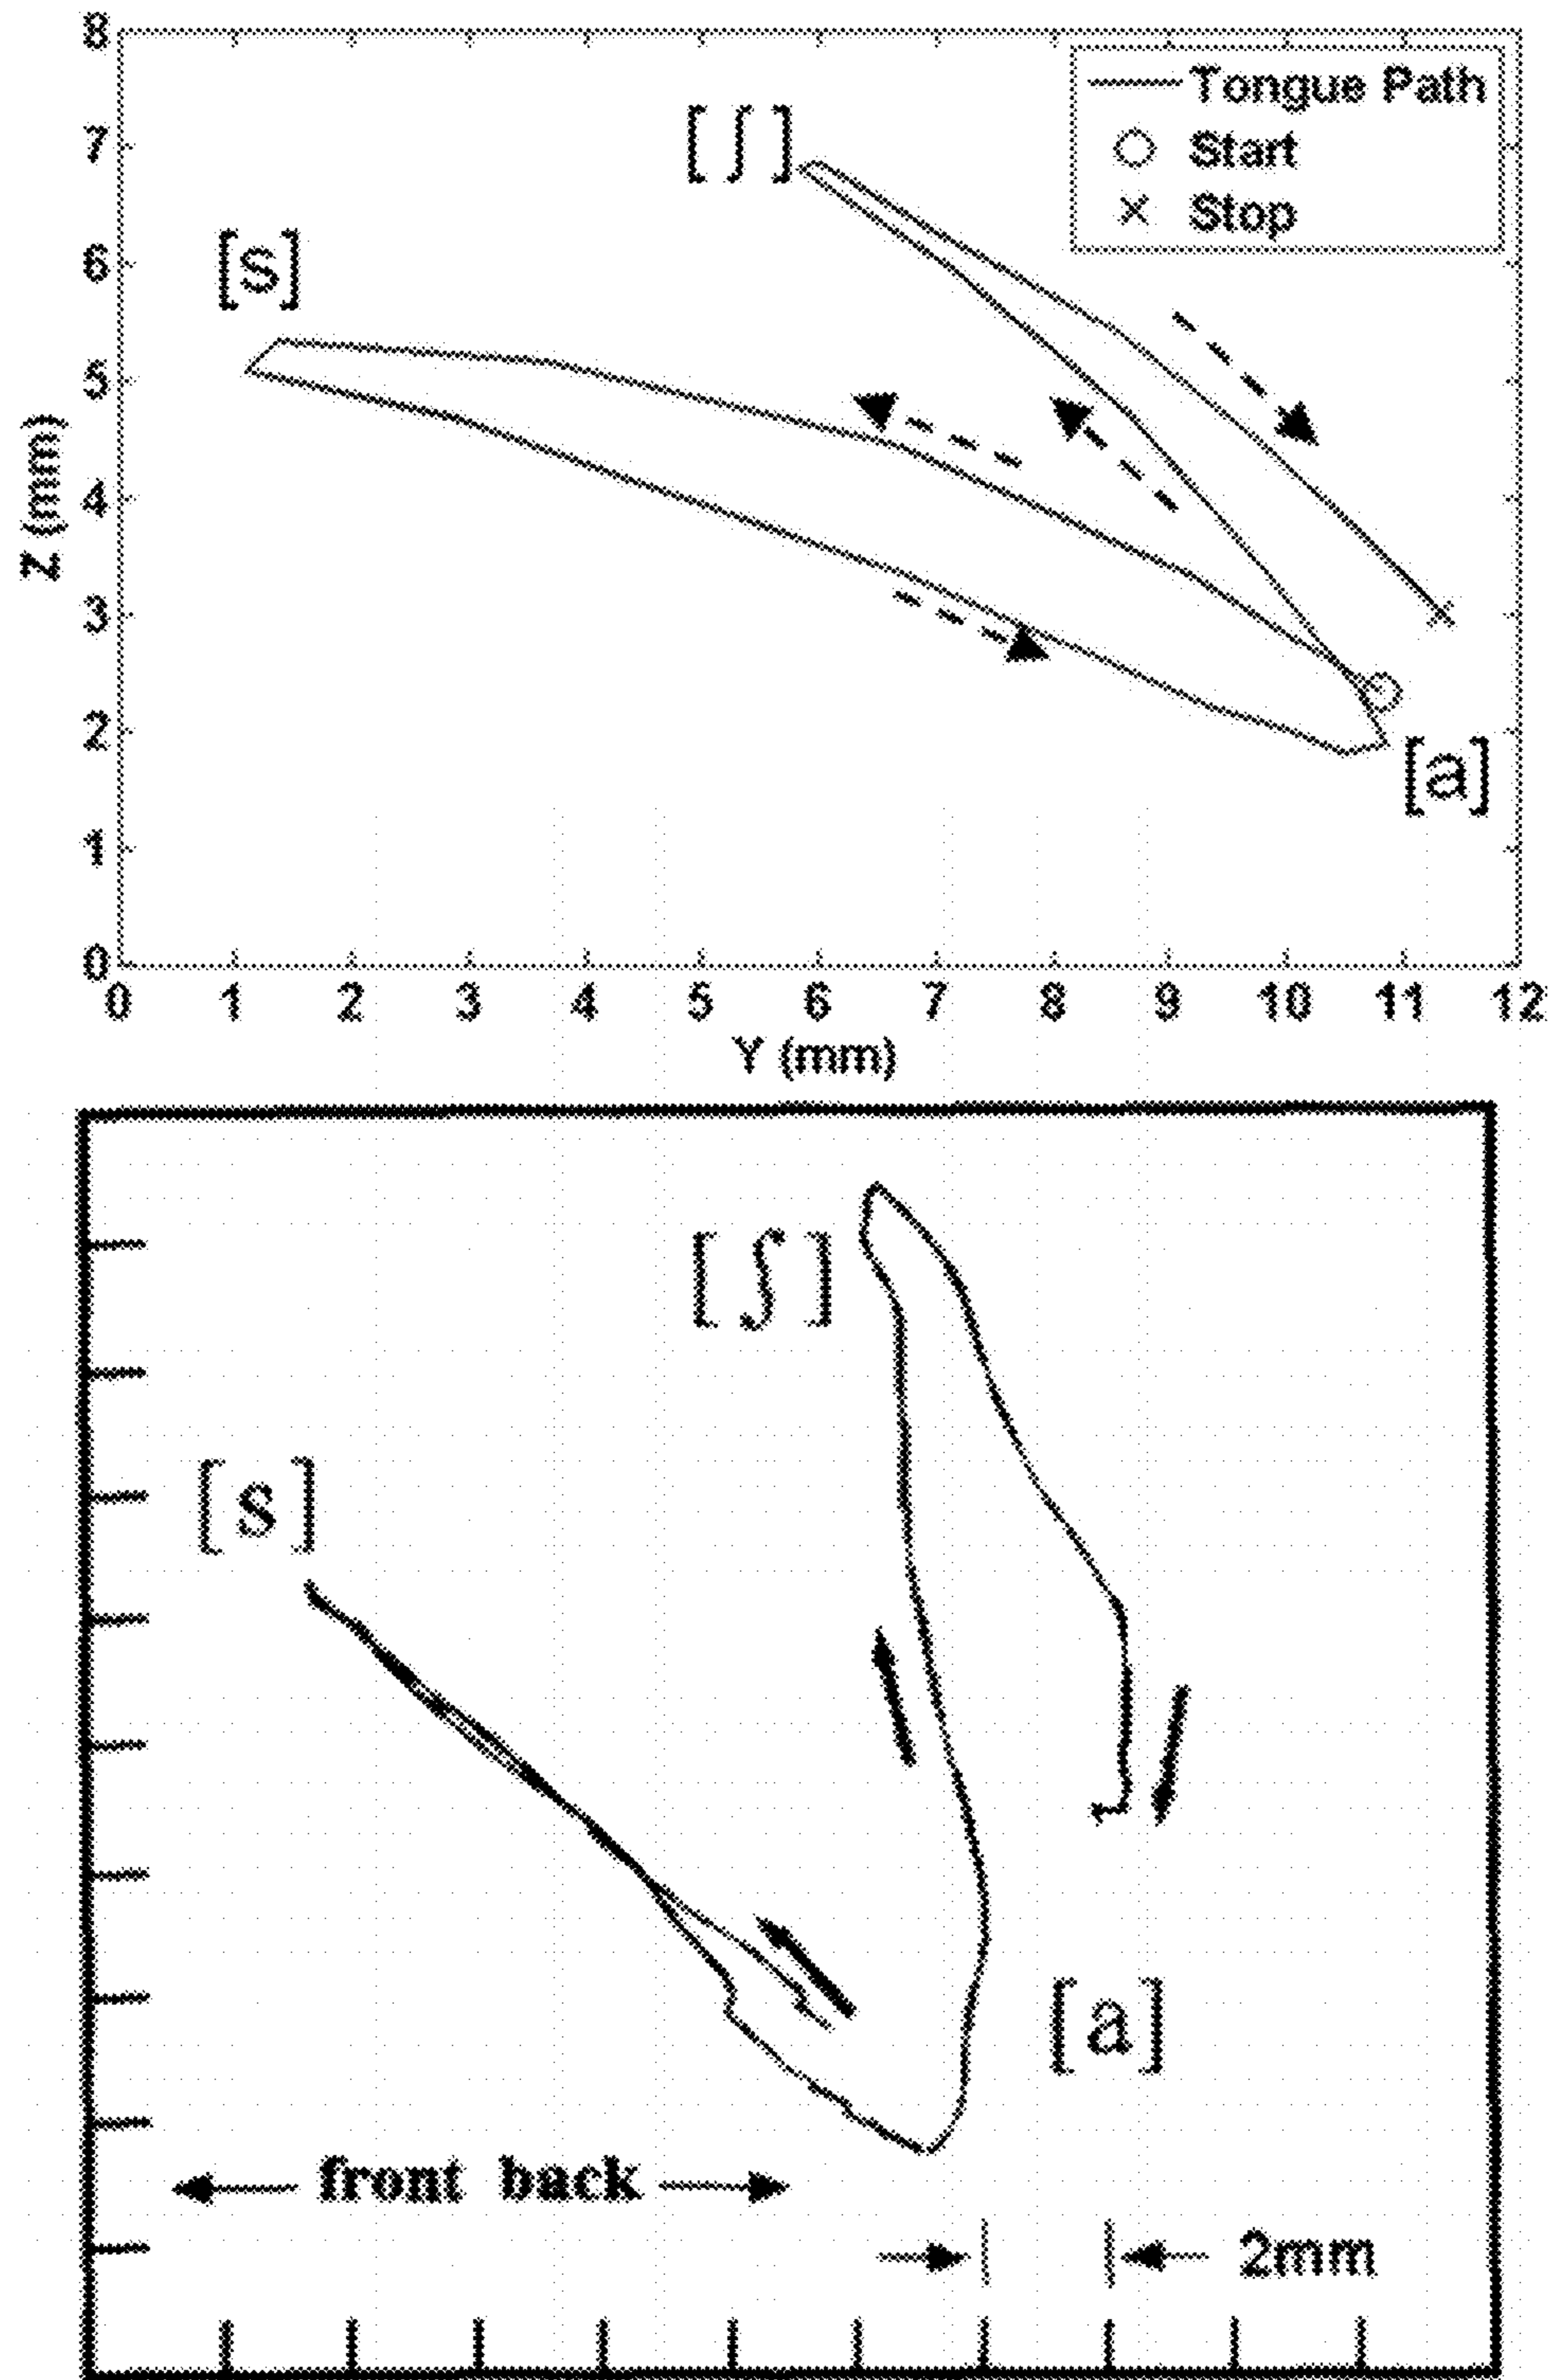 8
Tongue Path
[ ʃ ]
7
Start
Stop
[s]
6
5
4
Z (mm)
3
2
[a]
1
0
0 1 2 3 4 5 6 7 8 9 10 11 12
Y (mm)
[ ʃ ]
[s]
[a]
front back
2mm